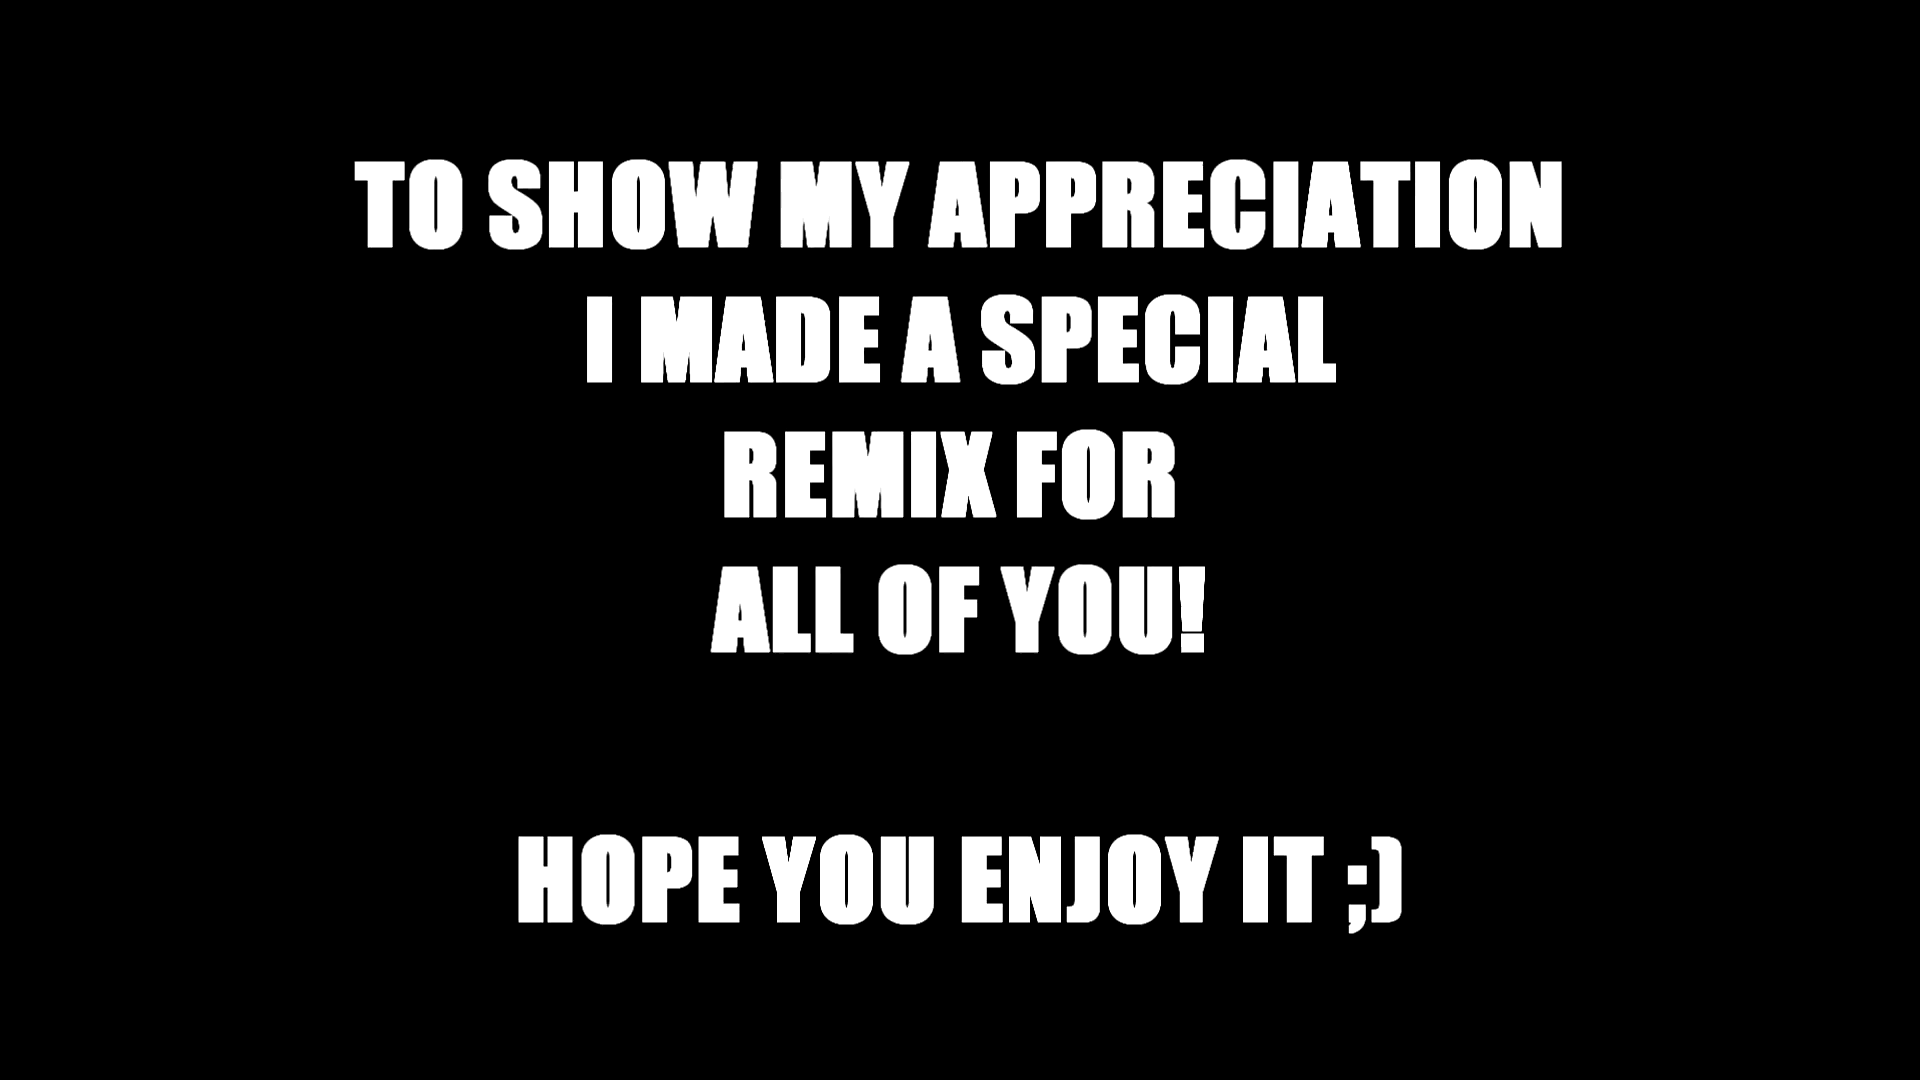 TO SHOW MY APPRECIATION
I MADE A SPECIAL
REMIX FOR
ALL OF YOU!
HOPE YOU ENJOY IT ;)